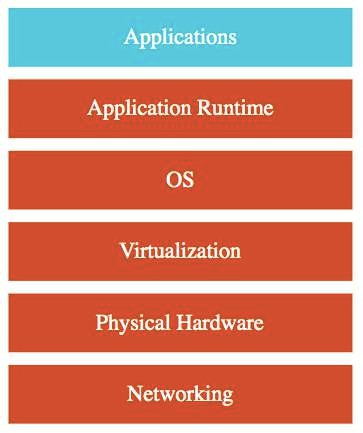 Applications
Application Runtime
OS
Virtualization
Physical Hardware
Networking